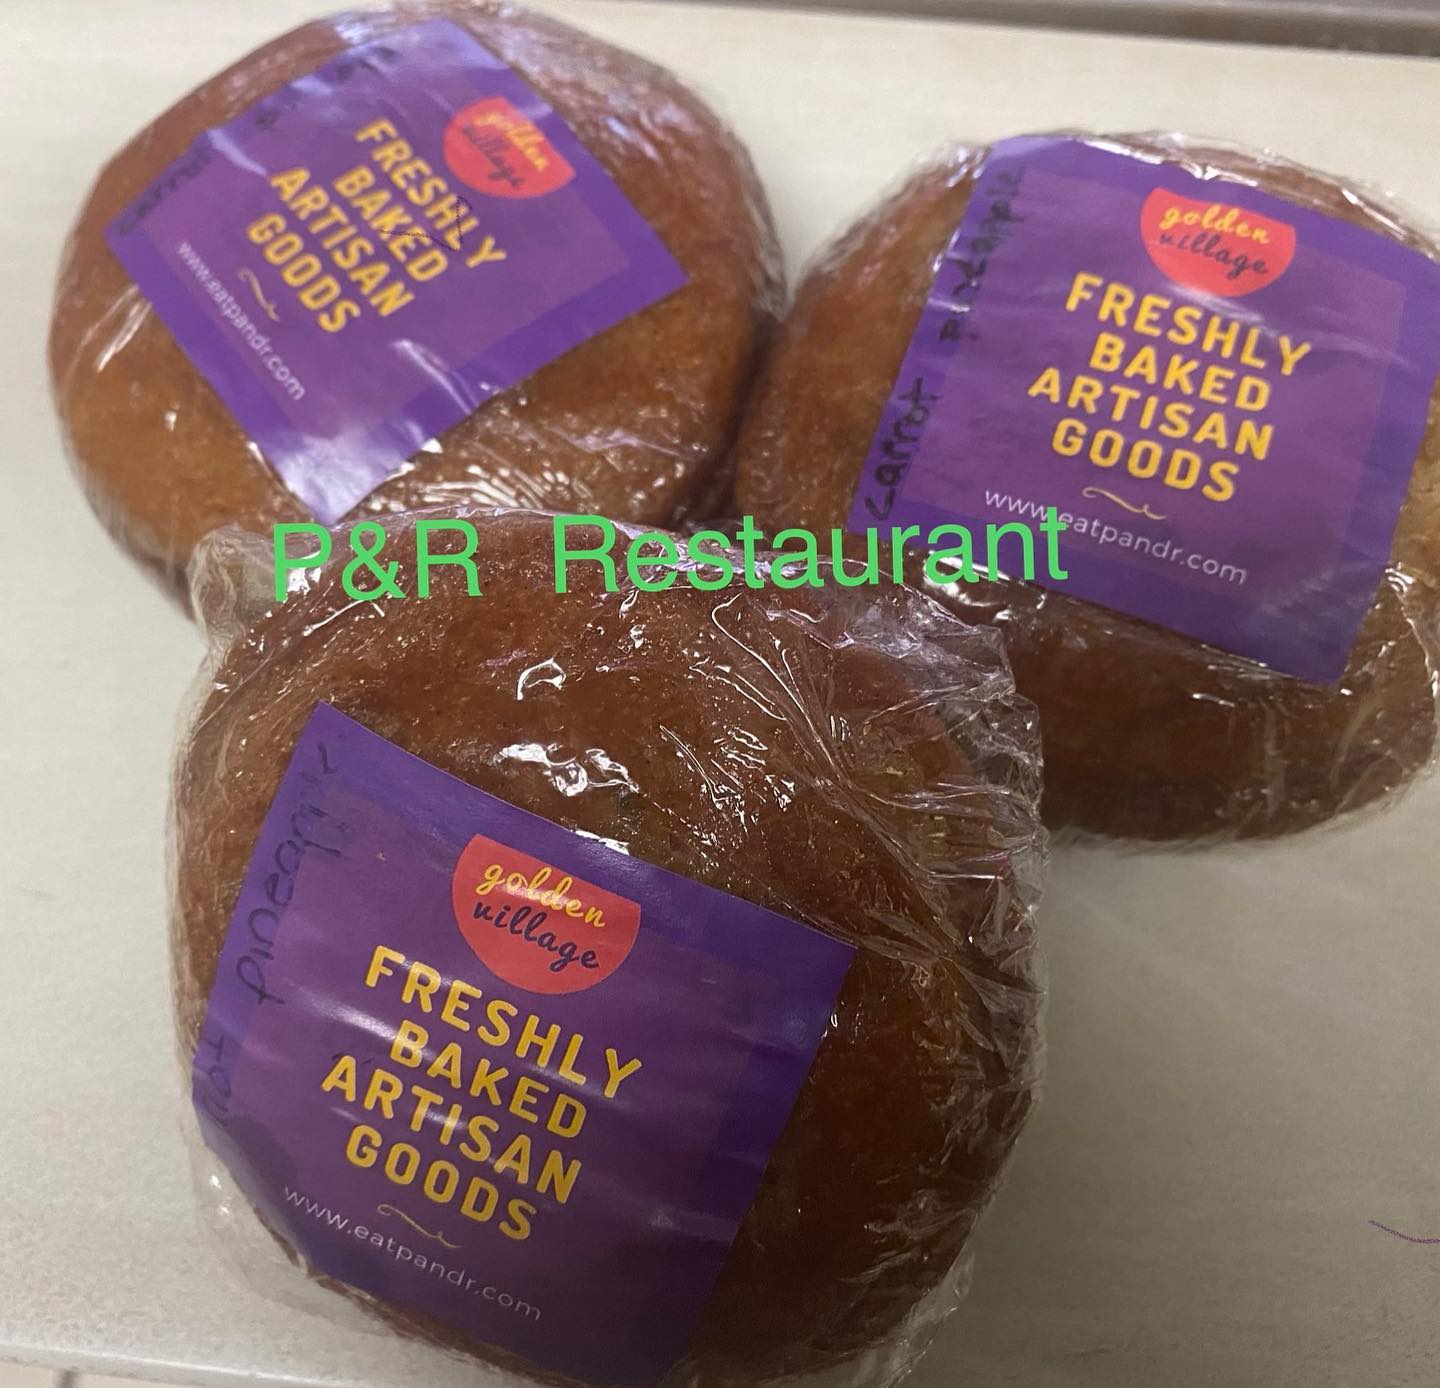 golden
village
FRESHLY
BAKED
ARTISAN
GOODS
www.eatpandr.com
carrot
golden
village
FRESHLY
BAKED
ARTISAN
GOODS
www.eatpandr.com
carrot pineapple
P&R Restaurant
golden
village
FRESHLY
BAKED
ARTISAN
GOODS
www.eatpandr.com
pineapple